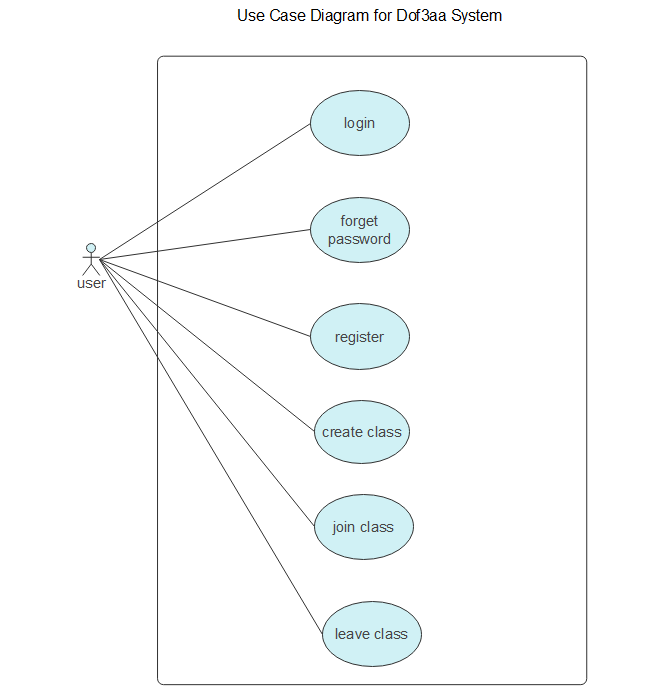 Use Case Diagram for Dof3aa System
login
forget
password
user
register
create class
join class
leave class